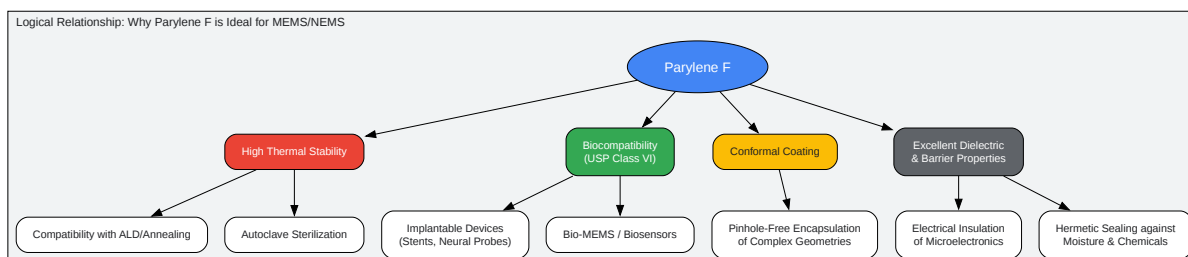 Logical Relationship: Why Parylene F is Ideal for MEMS/NEMS
Parylene F
High Thermal Stability
Biocompatibility
(USP Class VI)
Conformal Coating
Excellent Dielectric
& Barrier Properties
Compatibility with ALD/Annealing
Autoclave Sterilization
Implantable Devices
(Stents, Neural Probes)
Bio-MEMS / Biosensors
Pinhole-Free Encapsulation
of Complex Geometries
Electrical Insulation
of Microelectronics
Hermetic Sealing against
Moisture & Chemicals